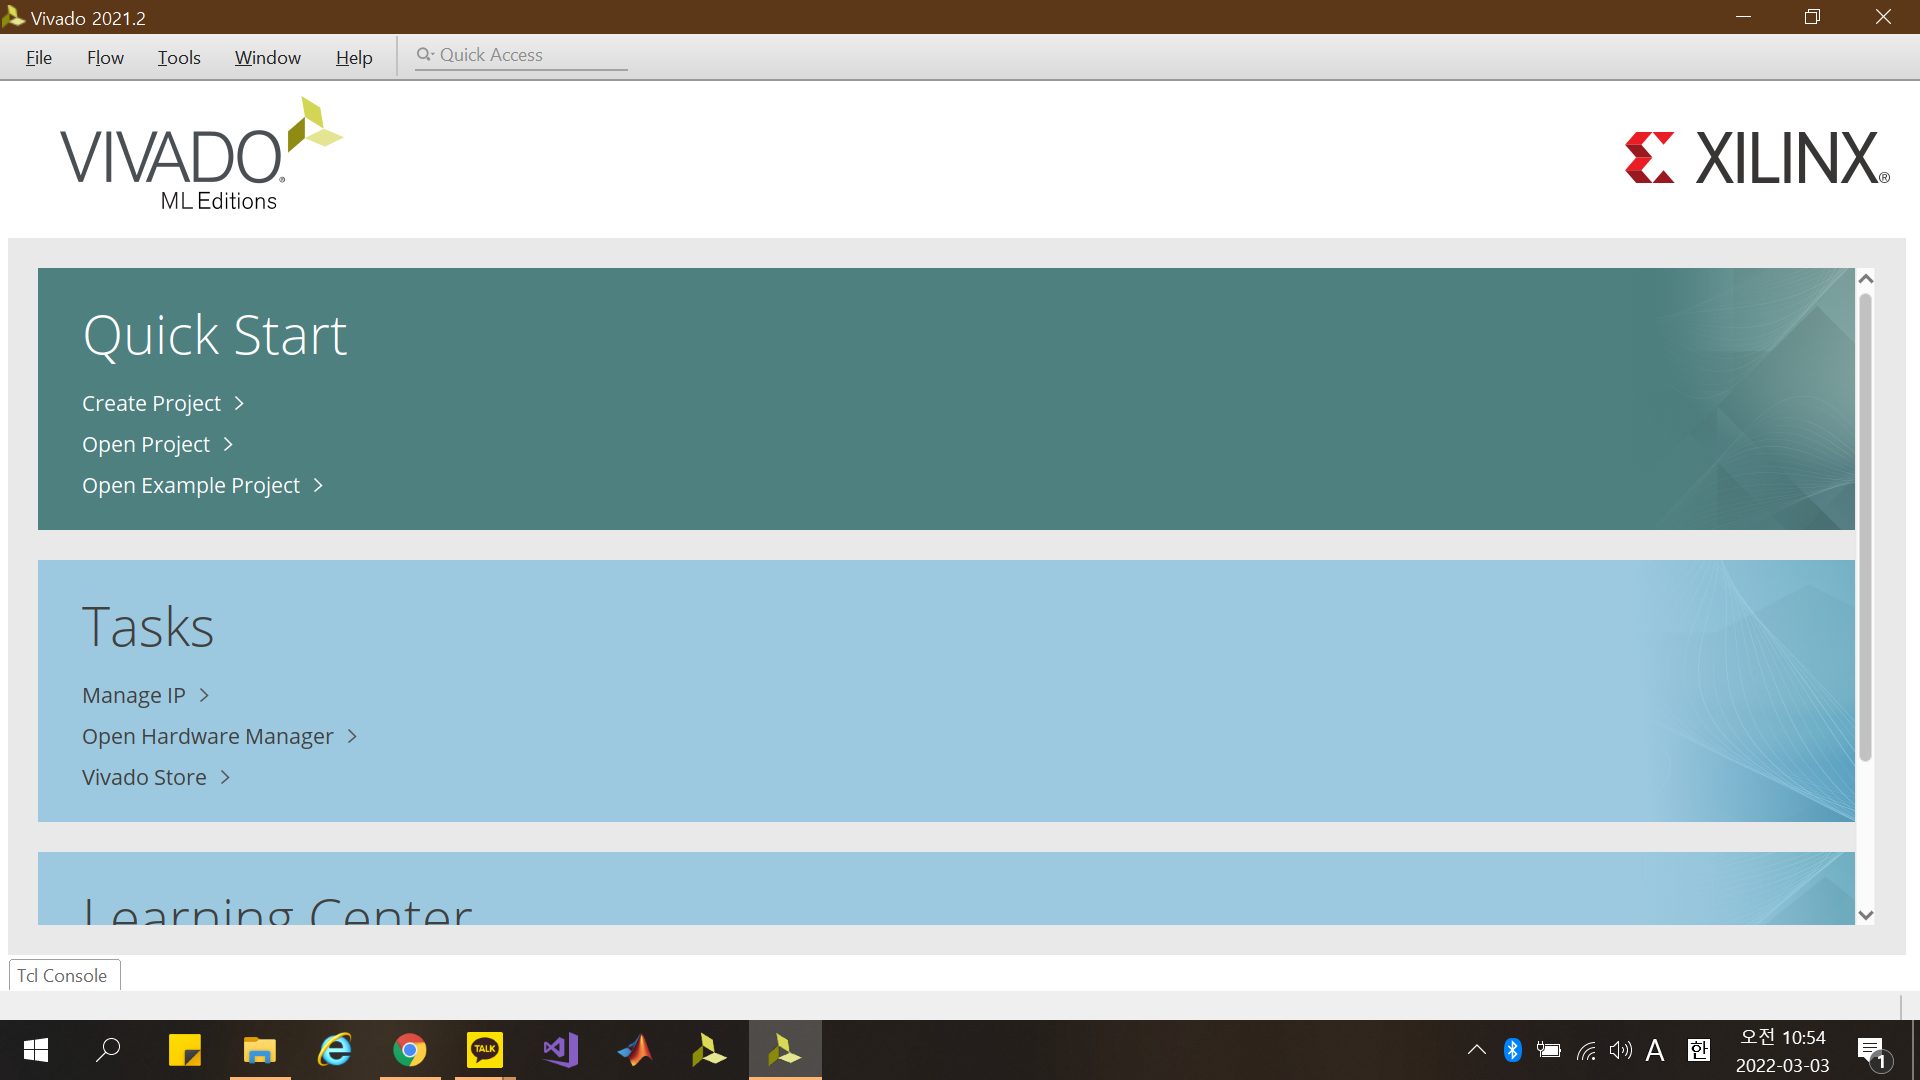 Vivado 2021.2
File Flow Tools Window Help Quick Access
VIVADO®
ML Editions
XILINX®
Quick Start
Create Project
Open Project
Open Example Project
Tasks
Manage IP
Open Hardware Manager
Vivado Store
Learning Center
Tcl Console
TALK
A 한
오전 10:54
2022-03-03
1